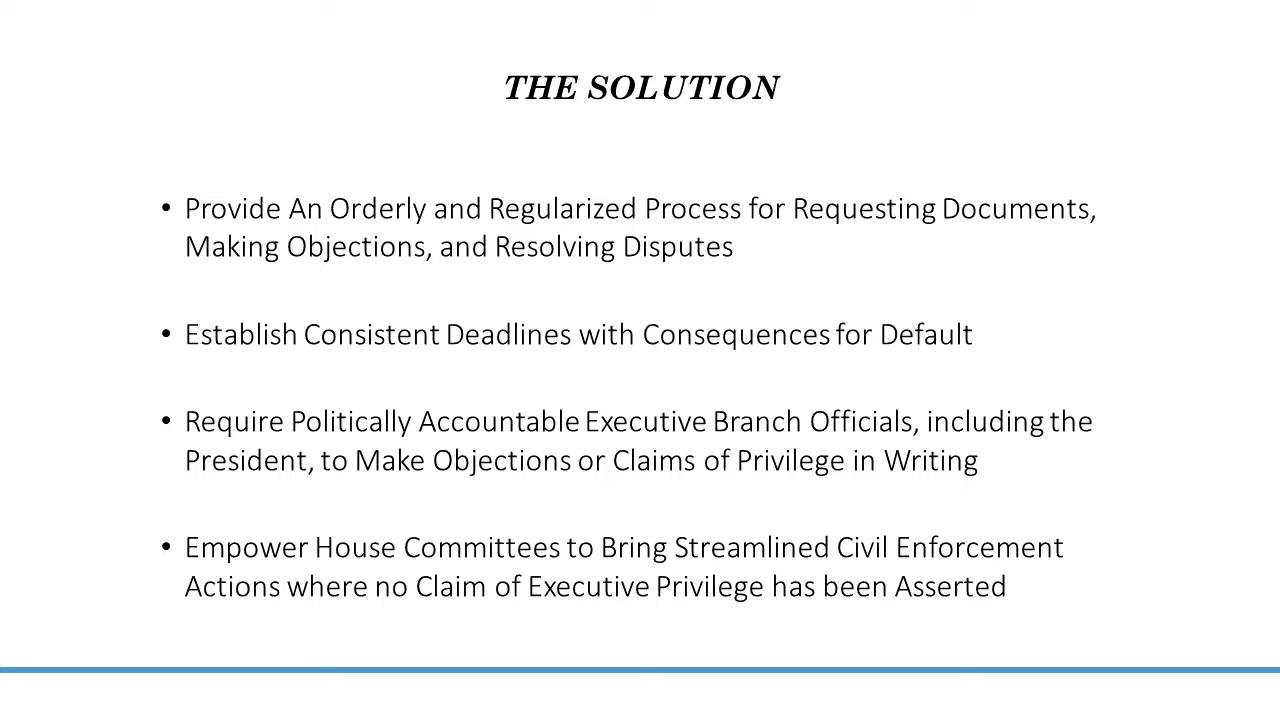 THE SOLUTION
• Provide An Orderly and Regularized Process for Requesting Documents,
Making Objections, and Resolving Disputes
• Establish Consistent Deadlines with Consequences for Default
• Require Politically Accountable Executive Branch Officials, including the
President, to Make Objections or Claims of Privilege in Writing
• Empower House Committees to Bring Streamlined Civil Enforcement
Actions where no Claim of Executive Privilege has been Asserted